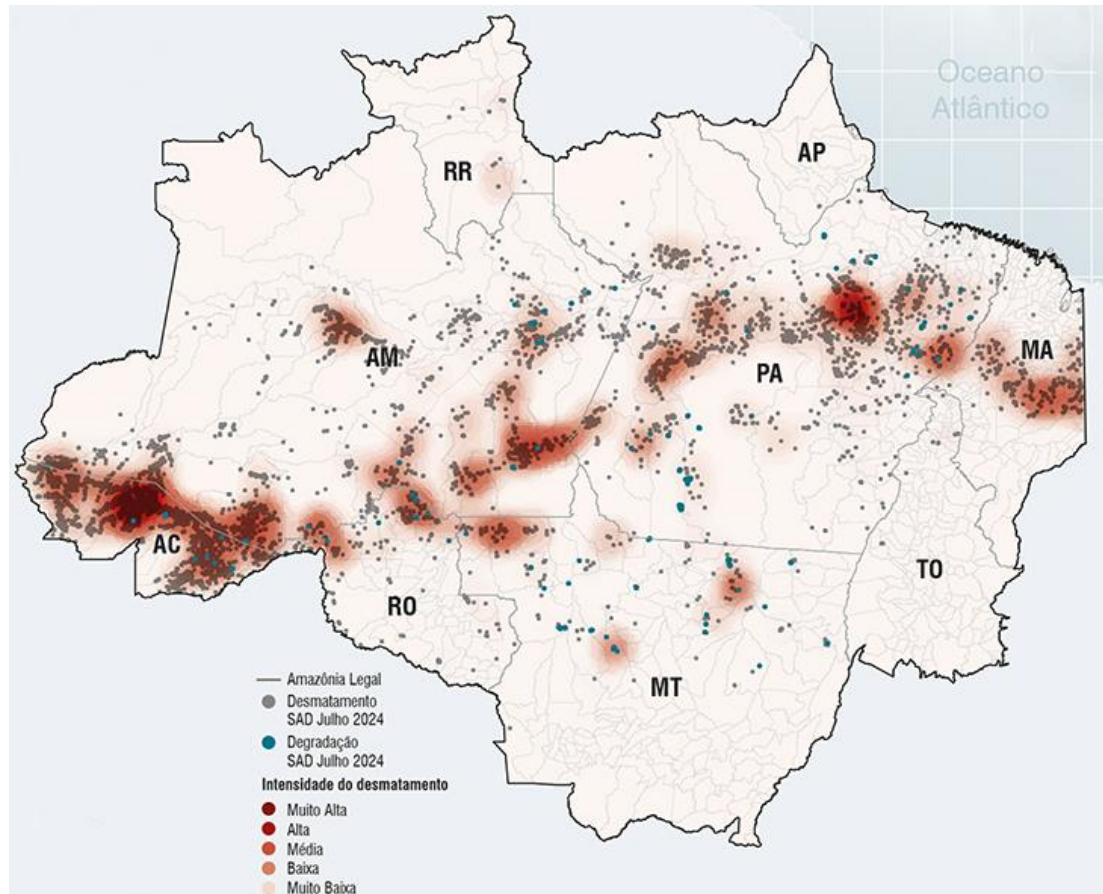 Oceano
Atlântico
AP
RR
MA
AM
PA
AC
TO
RO
MT
Amazônia Legal
Desmatamento
SAD Julho 2024
Degradação
SAD Julho 2024
Intensidade do desmatamento
Muito Alta
Alta
Média
Baixa
Muito Baixa